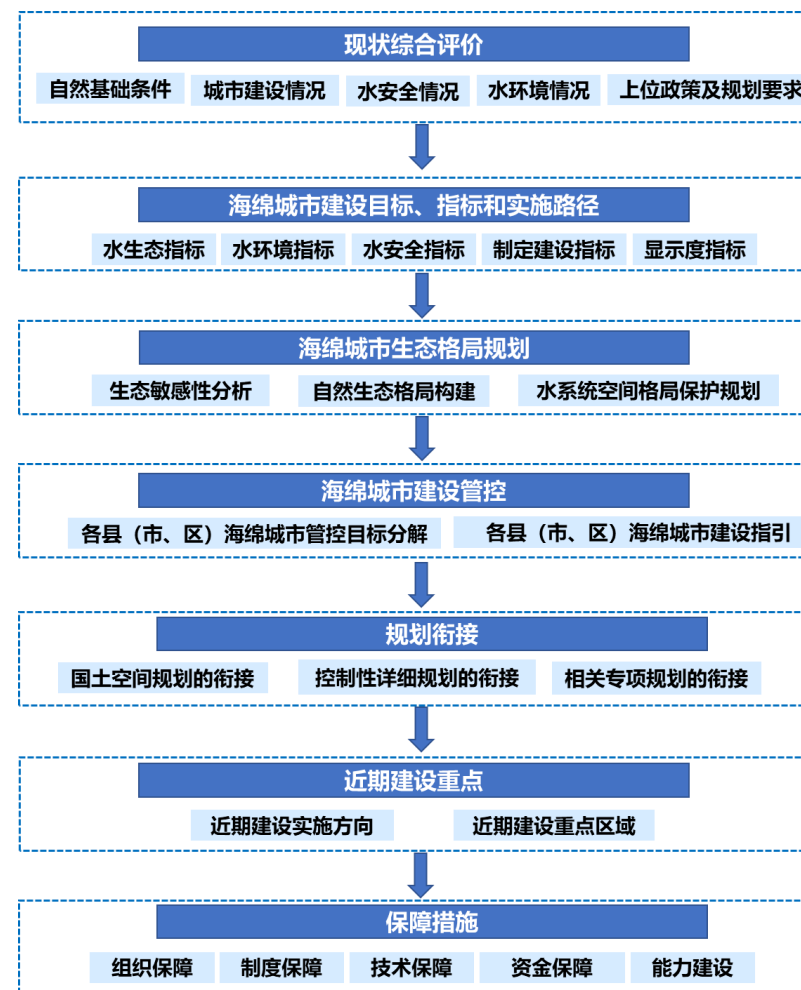 现状综合评价
自然基础条件 城市建设情况 水安全情况 水环境情况 上位政策及规划要求
海绵城市建设目标、指标和实施路径
水生态指标 水环境指标 水安全指标 制定建设指标 显示度指标
海绵城市生态格局规划
生态敏感性分析 自然生态格局构建 水系统空间格局保护规划
海绵城市建设管控
各县（市、区）海绵城市管控目标分解 各县（市、区）海绵城市建设指引
规划衔接
国土空间规划的衔接 控制性详细规划的衔接 相关专项规划的衔接
近期建设重点
近期建设实施方向 近期建设重点区域
保障措施
组织保障 制度保障 技术保障 资金保障 能力建设